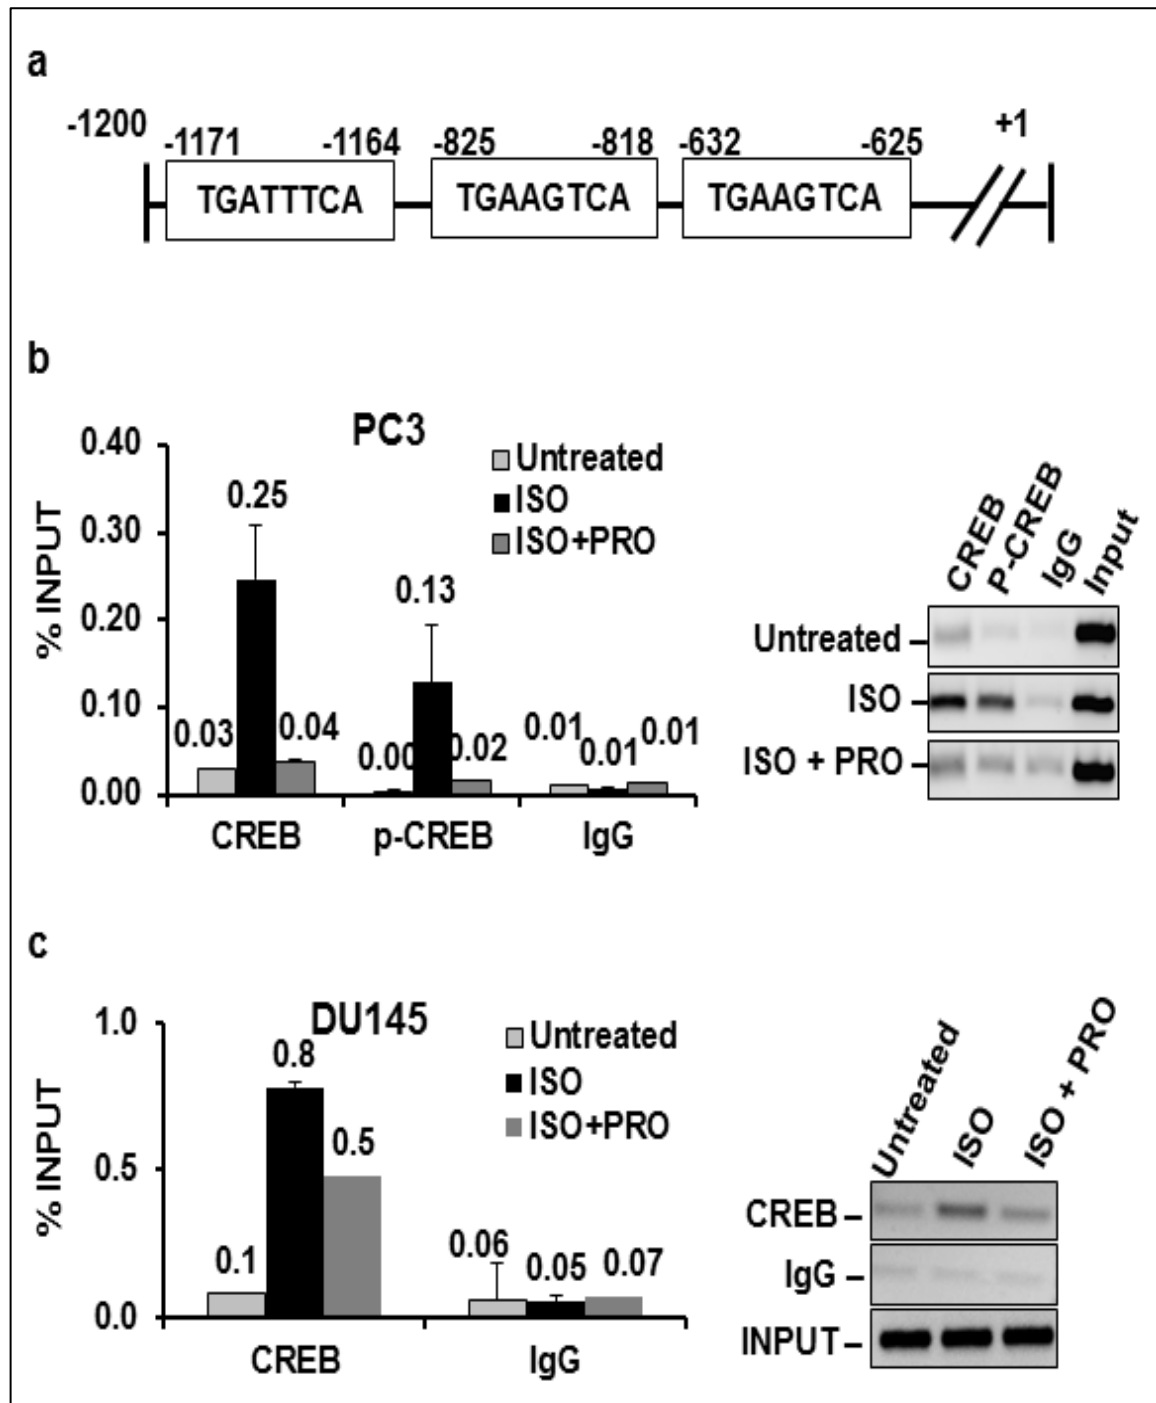 a
-1200
+1
-1171 -1164 -825 -818 -632 -625
TGATTTCA TGAAGTCA TGAAGTCA
b
PC3
% INPUT
0.40
0.30
0.20
0.10
0.00
Untreated
ISO
ISO+PRO
0.03 0.25 0.04
0.00 0.13 0.02
0.01 0.01 0.01
CREB p-CREB IgG
CREB P-CREB IgG Input
Untreated –
ISO –
ISO + PRO –
c
DU145
% INPUT
1.0
0.5
0.0
Untreated
ISO
ISO+PRO
0.1 0.8 0.5
0.06 0.05 0.07
CREB IgG
Untreated ISO ISO + PRO
CREB –
IgG –
INPUT –